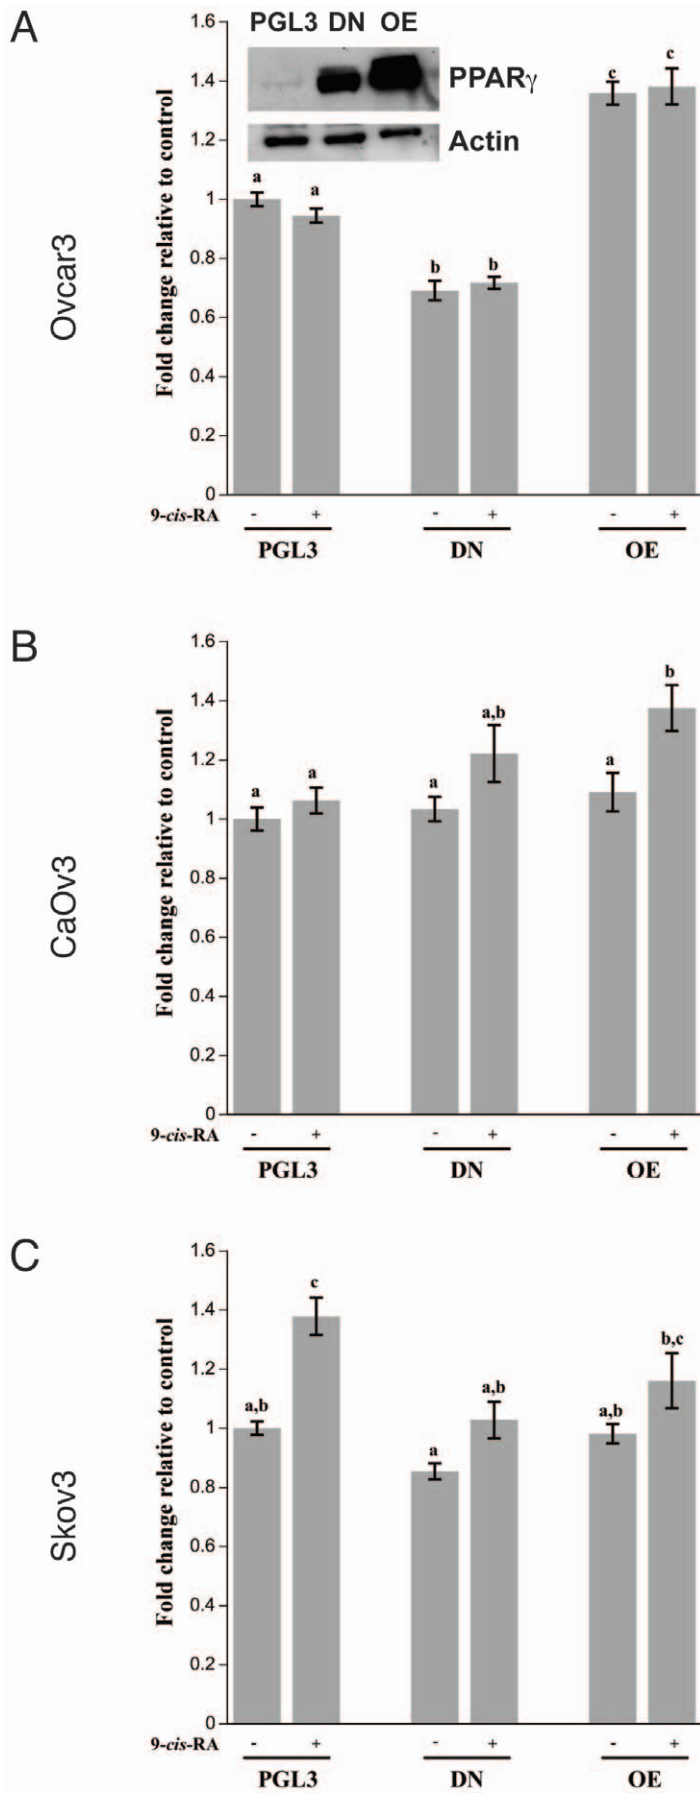 A
Ovcar3
Fold change relative to control
1.6
1.4
1.2
1
0.8
0.6
0.4
0.2
0
PGL3 DN OE
PPARγ
Actin
a
a
b
b
c
c
9-cis-RA - + - + - +
PGL3 DN OE
B
CaOv3
Fold change relative to control
1.6
1.4
1.2
1
0.8
0.6
0.4
0.2
0
a
a
a
a,b
a
b
9-cis-RA - + - + - +
PGL3 DN OE
C
Skov3
Fold change relative to control
1.6
1.4
1.2
1
0.8
0.6
0.4
0.2
0
a,b
c
a
a,b
a,b
b,c
9-cis-RA - + - + - +
PGL3 DN OE